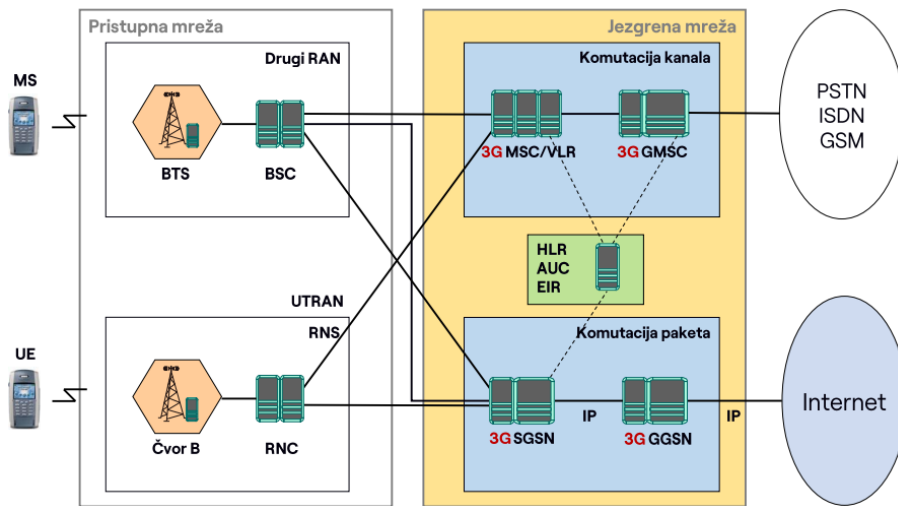 Pristupna mreža
Jezgrena mreža
Drugi RAN
Komutacija kanala
MS
BTS
BSC
3G MSC/VLR
3G GMSC
PSTN
ISDN
GSM
HLR
AUC
EIR
UTRAN
RNS
Komutacija paketa
UE
Čvor B
RNC
3G SGSN
IP
3G GGSN
IP
Internet